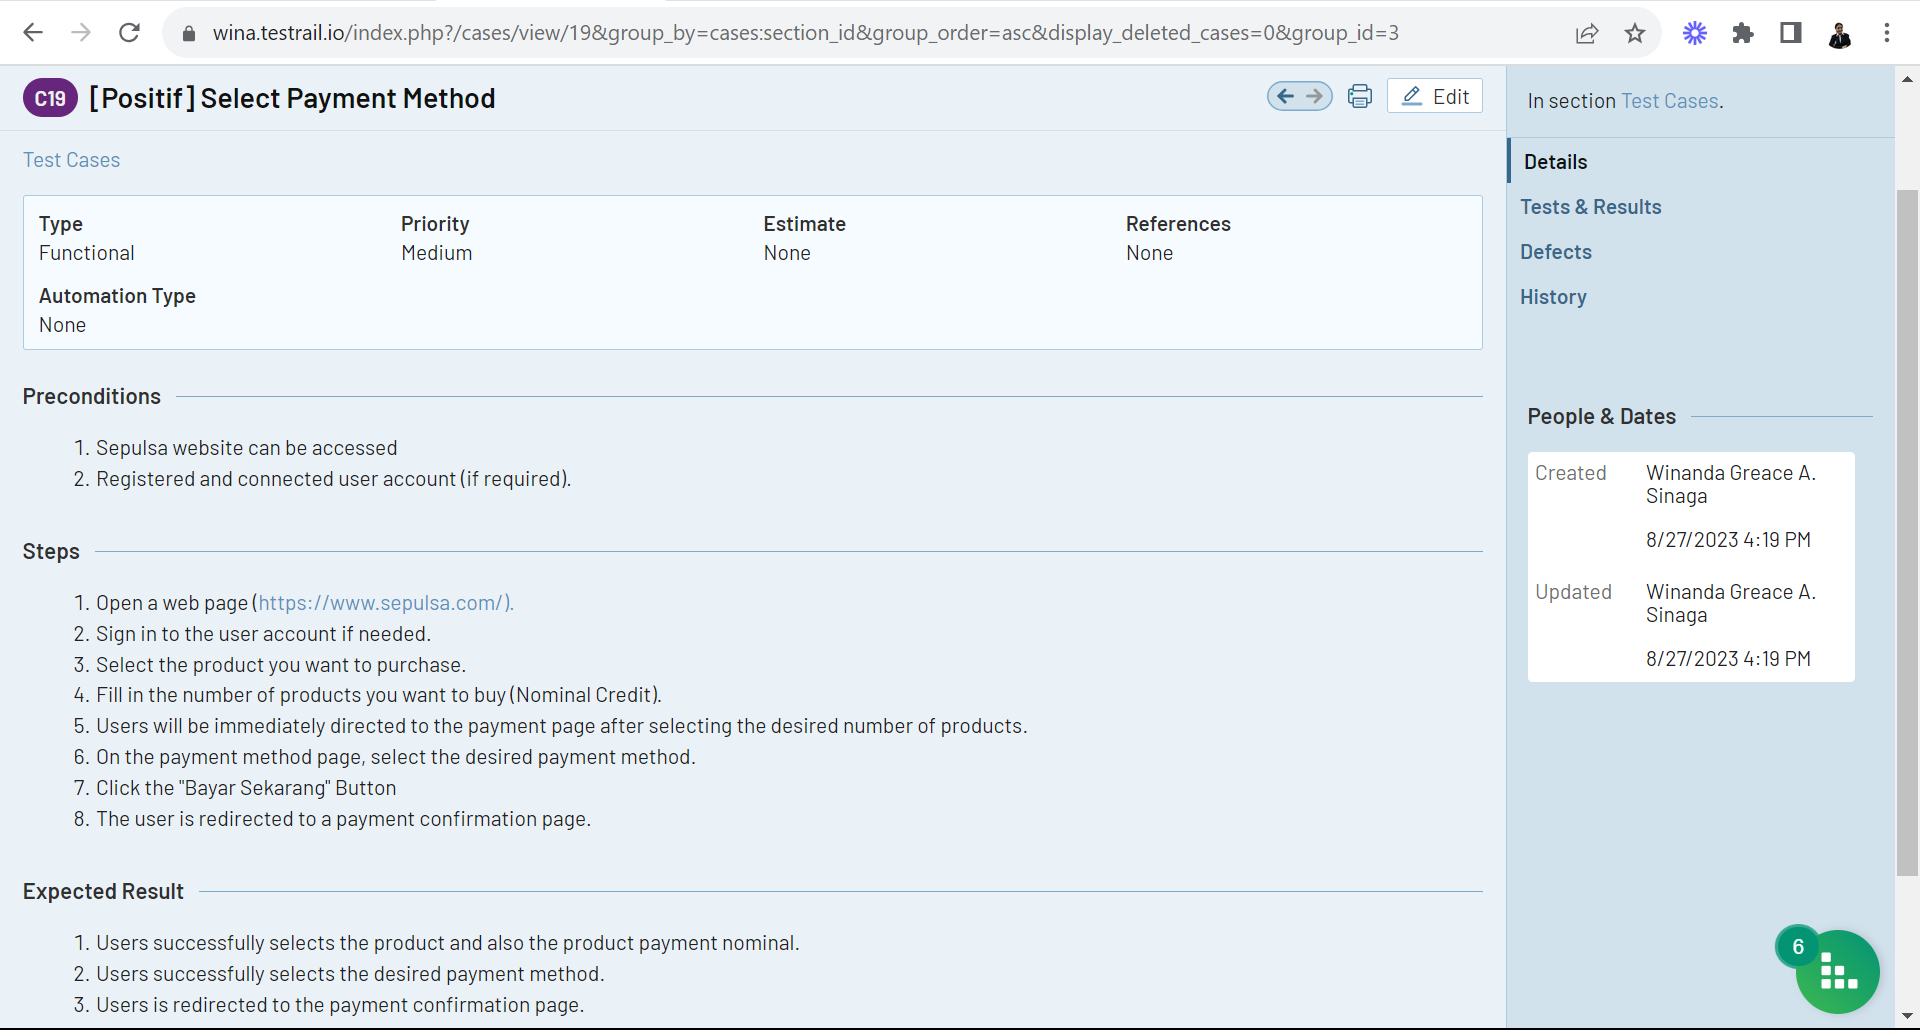 wina.testrail.io/index.php?/cases/view/19&group_by=cases:section_id&group_order=asc&display_deleted_cases=0&group_id=3
C19 [Positif] Select Payment Method
Edit
In section Test Cases.
Test Cases
Type Priority Estimate References
Functional Medium None None
Automation Type
None
Preconditions
1. Sepulsa website can be accessed
2. Registered and connected user account (if required).
Steps
1. Open a web page (https://www.sepulsa.com/).
2. Sign in to the user account if needed.
3. Select the product you want to purchase.
4. Fill in the number of products you want to buy (Nominal Credit).
5. Users will be immediately directed to the payment page after selecting the desired number of products.
6. On the payment method page, select the desired payment method.
7. Click the "Bayar Sekarang" Button
8. The user is redirected to a payment confirmation page.
Expected Result
1. Users successfully selects the product and also the product payment nominal.
2. Users successfully selects the desired payment method.
3. Users is redirected to the payment confirmation page.
Details
Tests & Results
Defects
History
People & Dates
Created Winanda Greace A.
Sinaga
8/27/2023 4:19 PM
Updated Winanda Greace A.
Sinaga
8/27/2023 4:19 PM
6